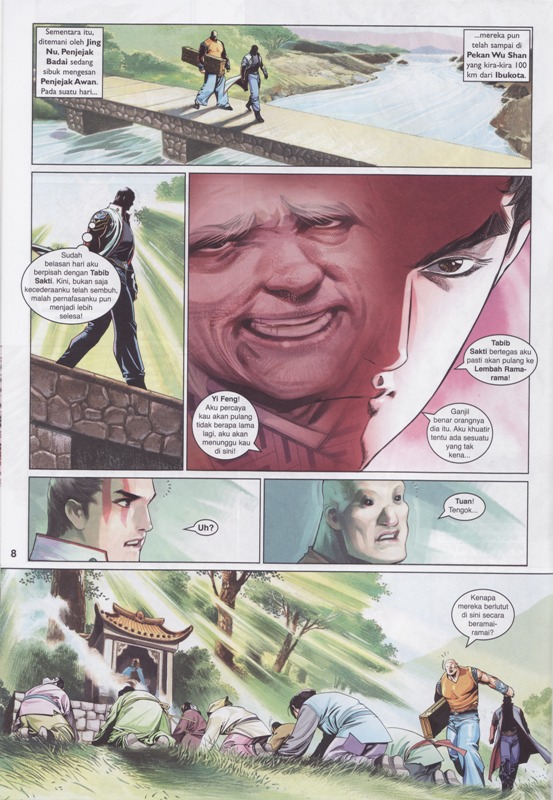 Sementara itu,
ditemani oleh Jing
Nu, Penjejak
Badai sedang
sibuk mengesan
Penjejak Awan.
Pada suatu hari...
...mereka pun
telah sampai di
Pekan Wu Shan
yang kira-kira 100
km dari Ibukota.
Sudah
belasan hari aku
berpisah dengan Tabib
Sakti. Kini, bukan saja
kecederaanku telah sembuh,
malah pernafasanku pun
menjadi lebih
selesa!
Tabib
Sakti bertegas aku
pasti akan pulang ke
Lembah Rama-
rama!
Yi Feng!
Aku percaya
kau akan pulang
tidak berapa lama
lagi, aku akan
menunggu kau
di sini!
Ganjil
benar orangnya
dia itu. Aku khuatir
tentu ada sesuatu
yang tak
kena...
Uh?
Tuan!
Tengok...
8
Kenapa
mereka berlutut
di sini secara
beramai-
ramai?